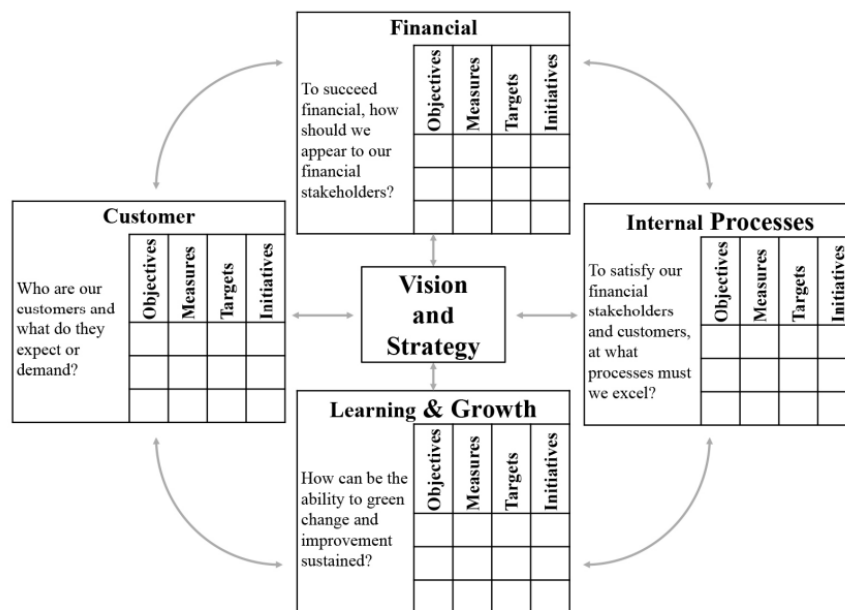 Financial
To succeed
financial, how
should we
appear to our
financial
stakeholders?
Objectives
Measures
Targets
Initiatives
Customer
Who are our
customers and
what do they
expect or
demand?
Objectives
Measures
Targets
Initiatives
Vision
and
Strategy
Internal Processes
To satisfy our
financial
stakeholders
and customers,
at what
processes must
we excel?
Objectives
Measures
Targets
Initiatives
Learning & Growth
How can be the
ability to green
change and
improvement
sustained?
Objectives
Measures
Targets
Initiatives